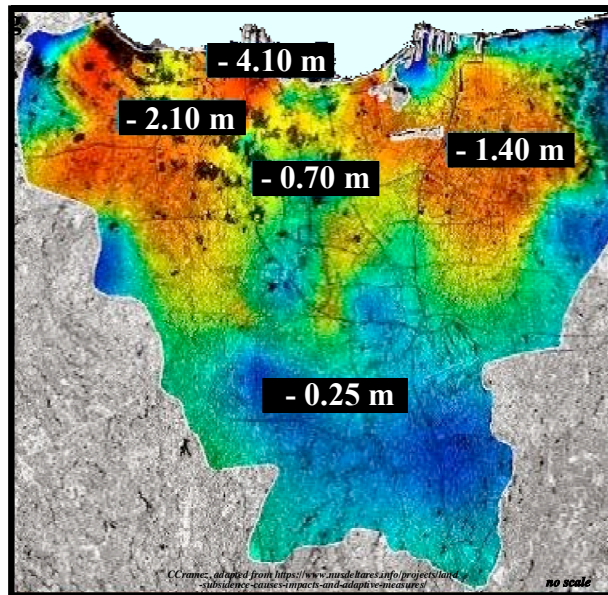 - 4.10 m
- 2.10 m
- 1.40 m
- 0.70 m
- 0.25 m
CCramez, adapted from https://www.nusdeltares.info/projects/land
-subsidence-causes-impacts-and-adaptive-measures/
no scale